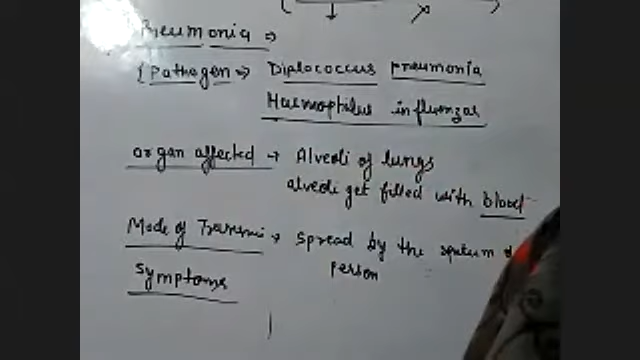 Pneumonia ⇒
{Pathogen ⇒ Diplococcus pneumonia
Haemophilus influenzae
organ affected → Alveoli of lungs
alveoli get filled with blood
Mode of Transmi → Spread by the sputum
person
Symptoms